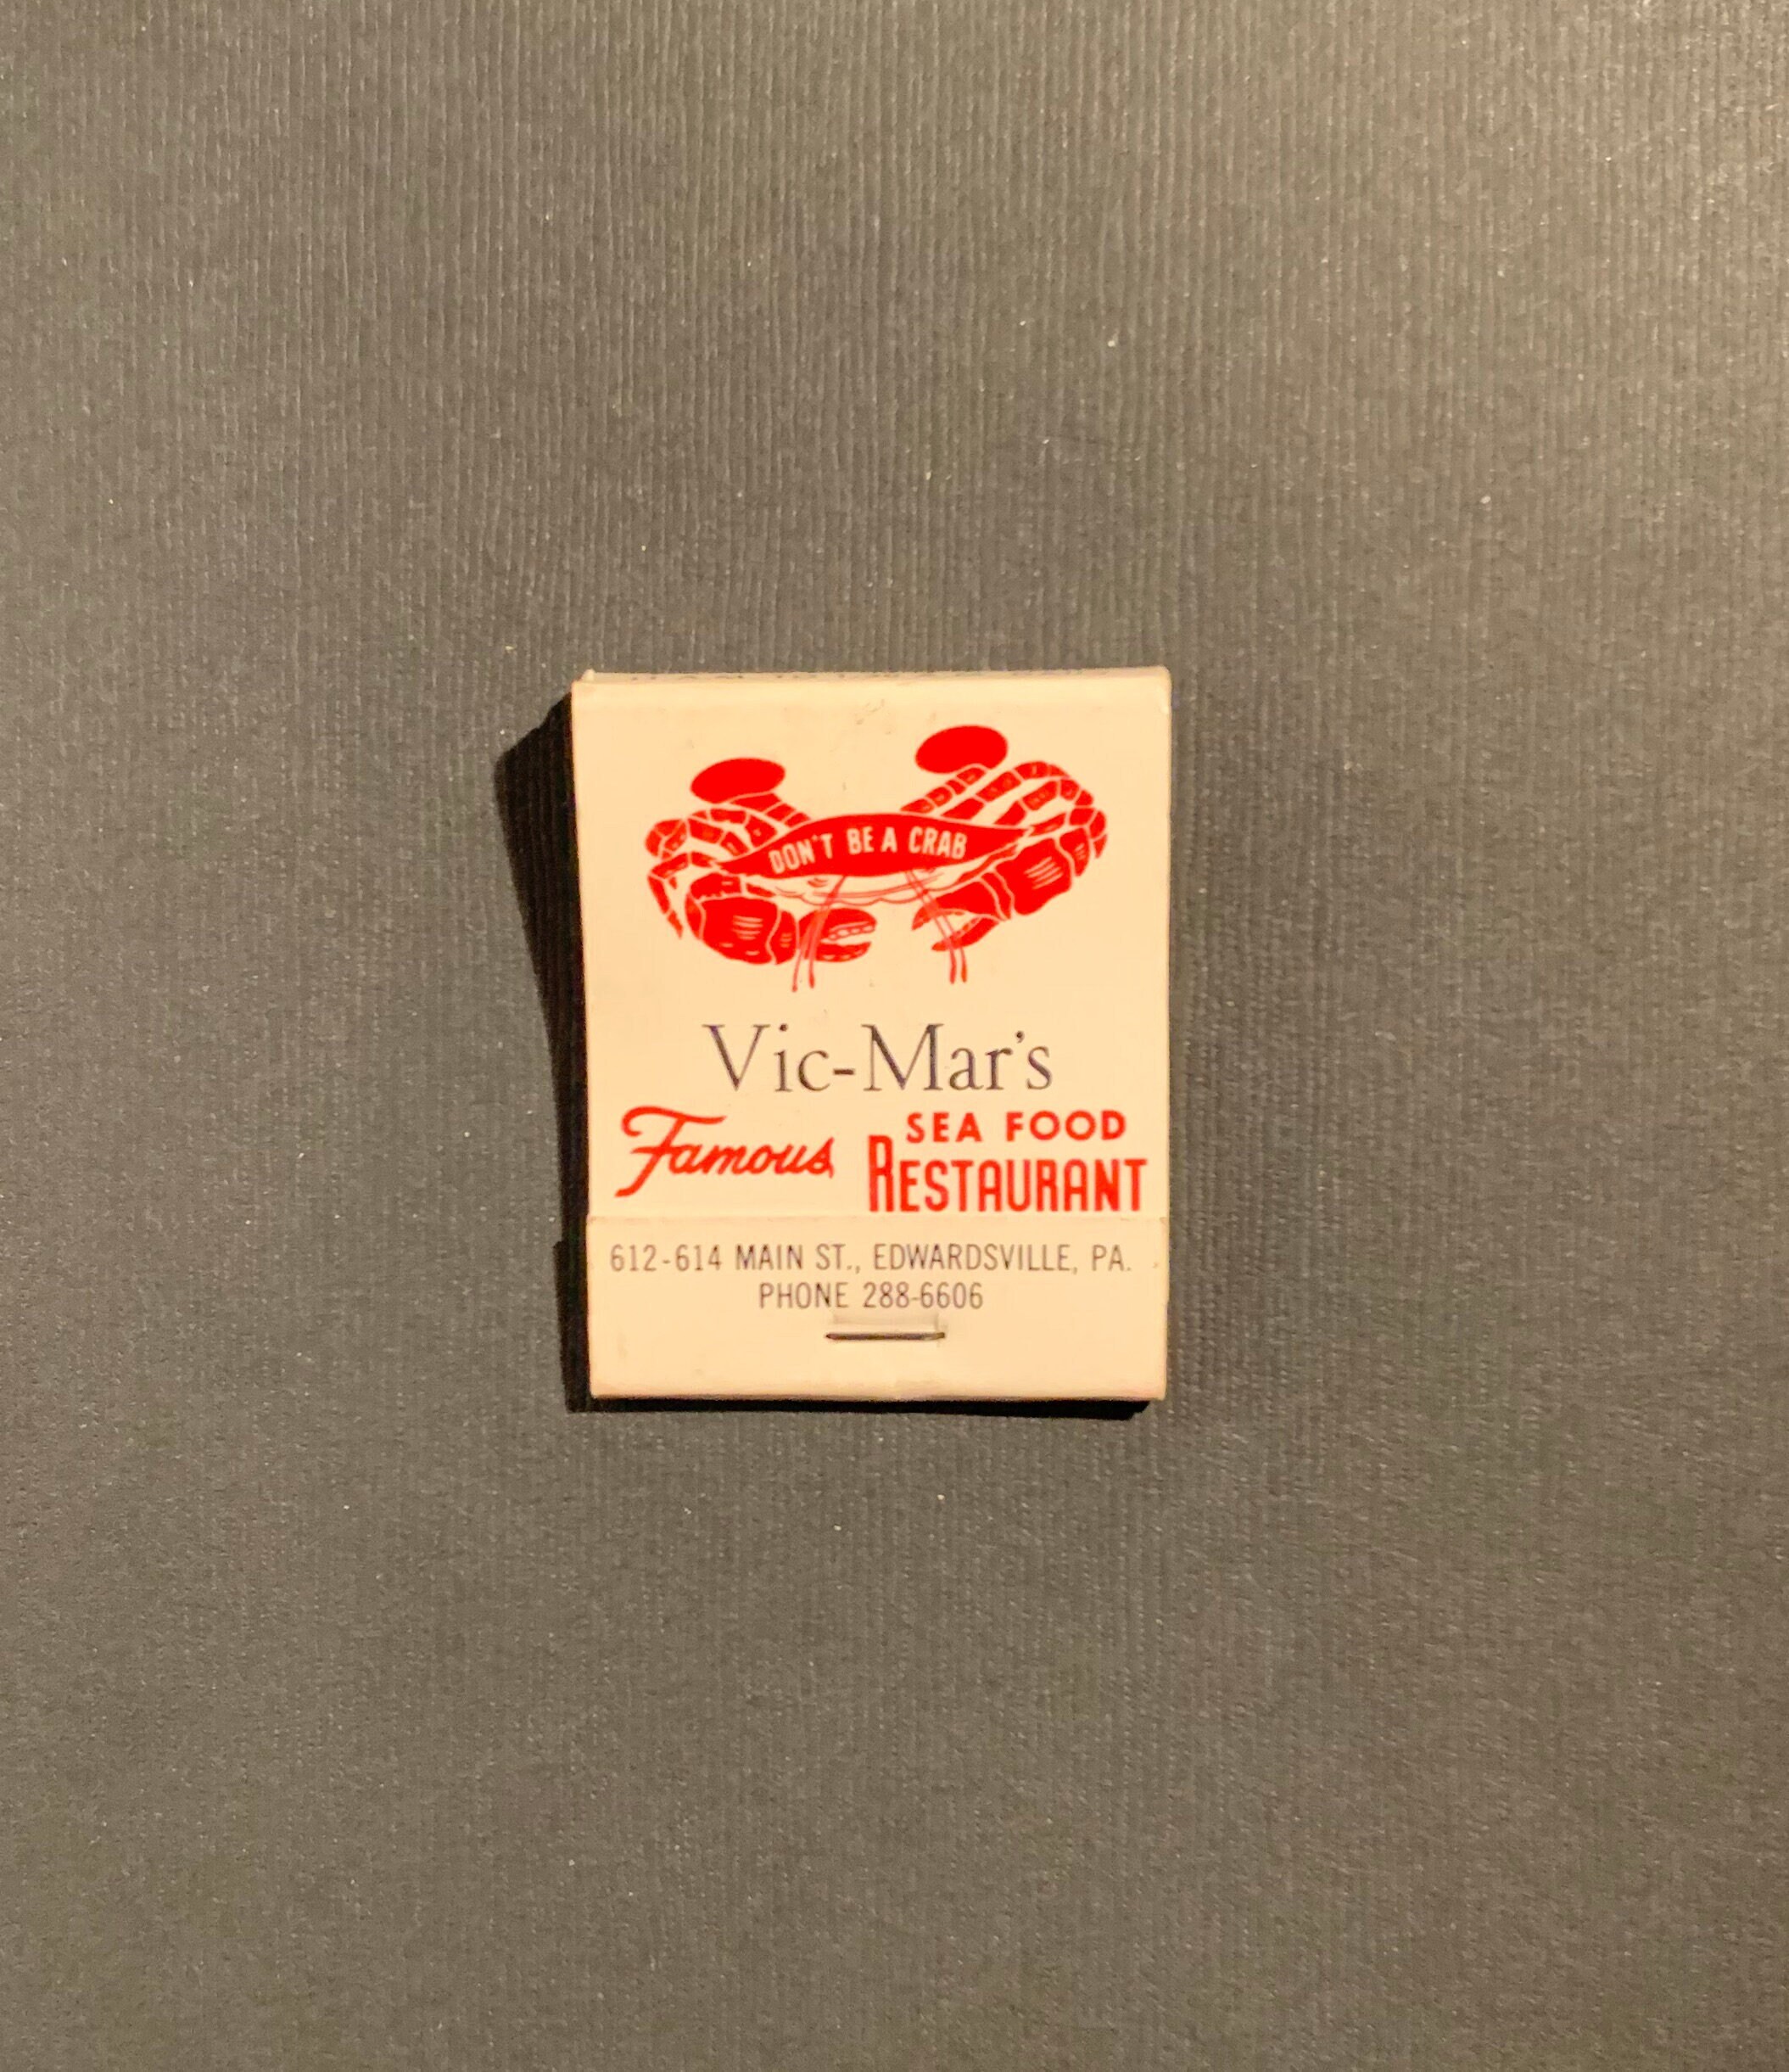 DON'T BE A CRAB
Vic-Mar's
Famous SEA FOOD
RESTAURANT
612-614 MAIN ST., EDWARDSVILLE, PA.
PHONE 288-6606